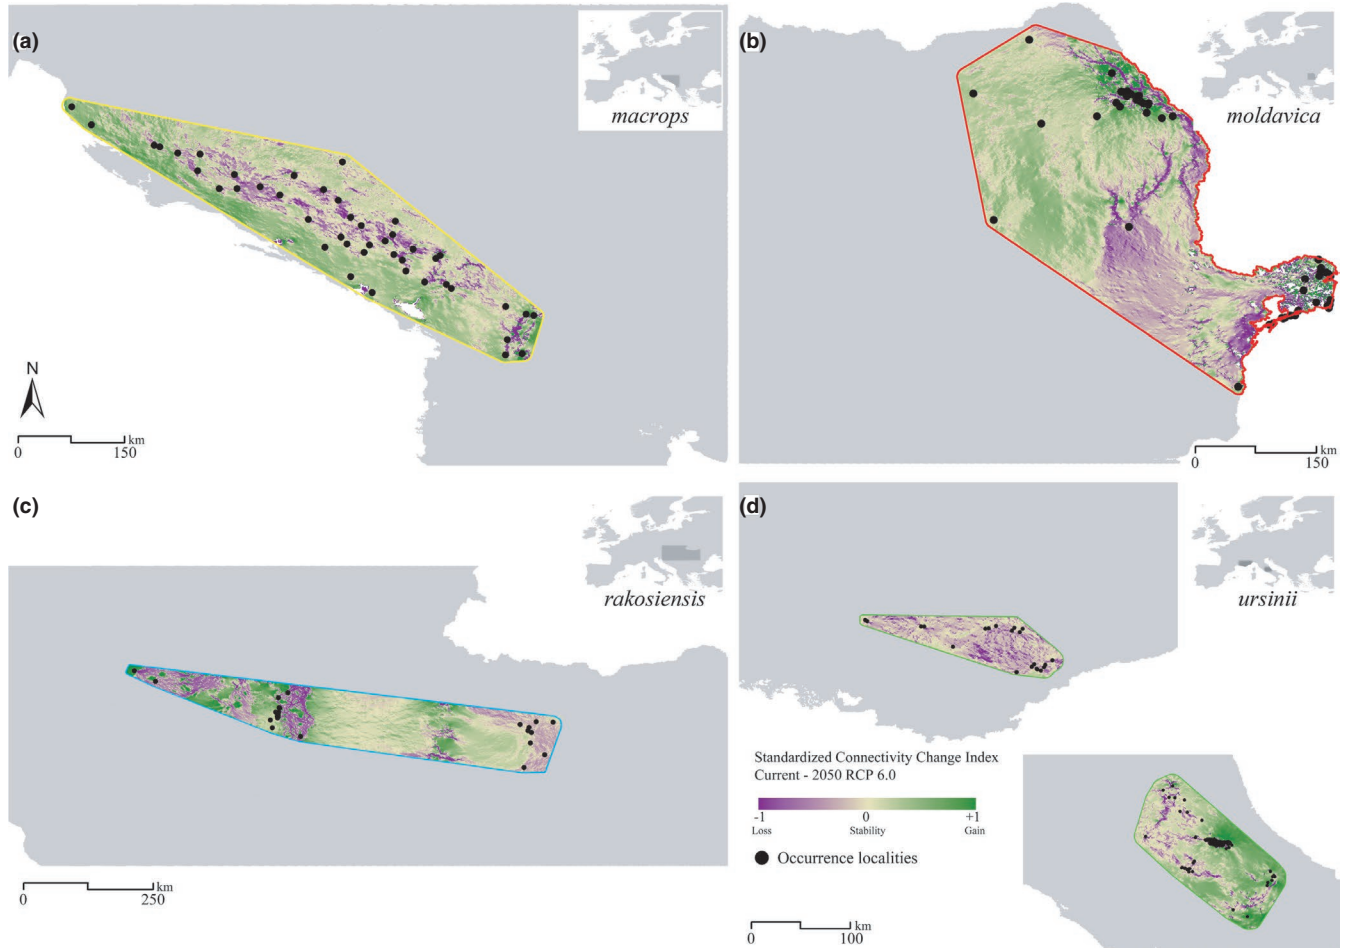 (a)
macrops
N
km
0 150
(b)
moldavica
km
0 150
(c)
rakosiensis
km
0 250
(d)
ursinii
Standardized Connectivity Change Index
Current - 2050 RCP 6.0
-1 0 +1
Loss Stability Gain
Occurrence localities
km
0 100